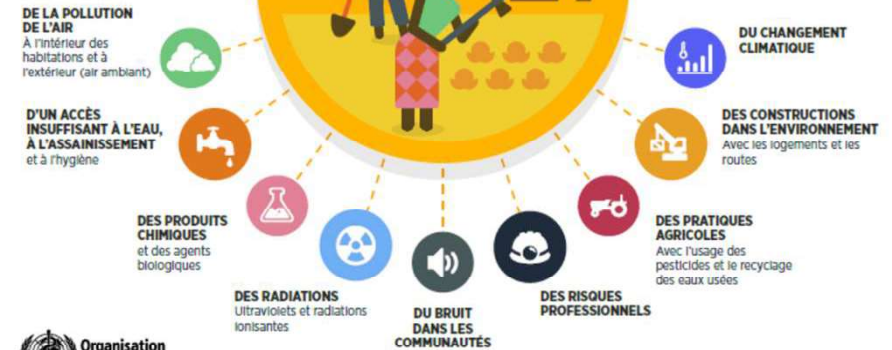 DE LA POLLUTION
DE L'AIR
À l'intérieur des
habitations et à
l'extérieur (air ambiant)
D'UN ACCÈS
INSUFFISANT À L'EAU,
À L'ASSAINISSEMENT
et à l'hygiène
DES PRODUITS
CHIMIQUES
et des agents
biologiques
DES RADIATIONS
Ultraviolets et radiations
ionisantes
DU BRUIT
DANS LES
COMMUNAUTÉS
DES RISQUES
PROFESSIONNELS
DES PRATIQUES
AGRICOLES
Avec l'usage des
pesticides et le recyclage
des eaux usées
DES CONSTRUCTIONS
DANS L'ENVIRONNEMENT
Avec les logements et les
routes
DU CHANGEMENT
CLIMATIQUE
Organisation